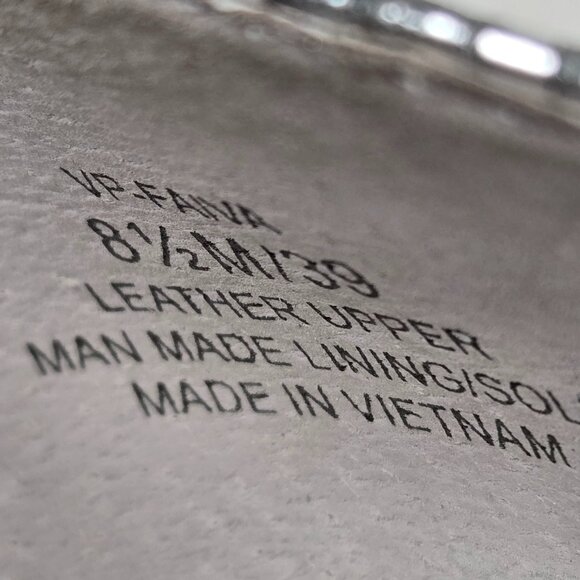 VP-FAIVA
8½M/39
LEATHER UPPER
MAN MADE LINING/SOL
MADE IN VIETNAM